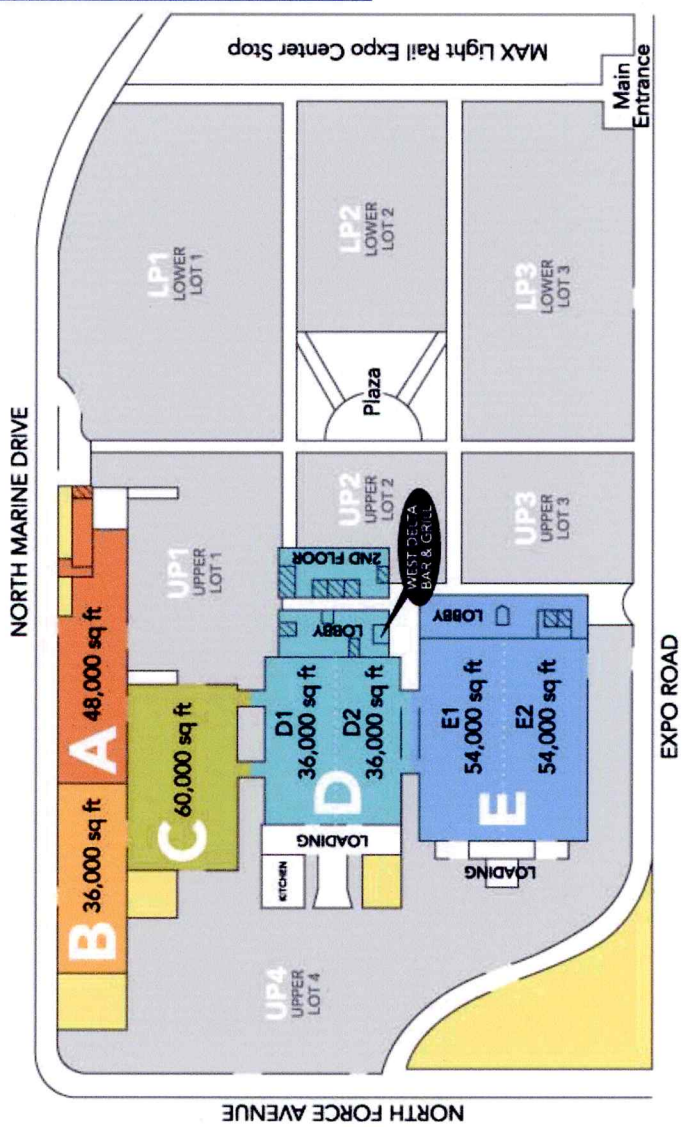 NORTH MARINE DRIVE
B
36,000 sq ft
A
48,000 sq ft
C
60,000 sq ft
UP1
UPPER
LOT 1
LP1
LOWER
LOT 1
MAX Light Rail Expo Center Stop
UP4
UPPER
LOT 4
KITCHEN
LOADING
D
D1
36,000 sq ft
D2
36,000 sq ft
LOBBY
2ND FLOOR
UP2
UPPER
LOT 2
WEST DELTA
BAR & GRILL
Plaza
LP2
LOWER
LOT 2
LOADING
E
E1
54,000 sq ft
E2
54,000 sq ft
LOBBY
UP3
UPPER
LOT 3
LP3
LOWER
LOT 3
Main
Entrance
EXPO ROAD
NORTH FORCE AVENUE